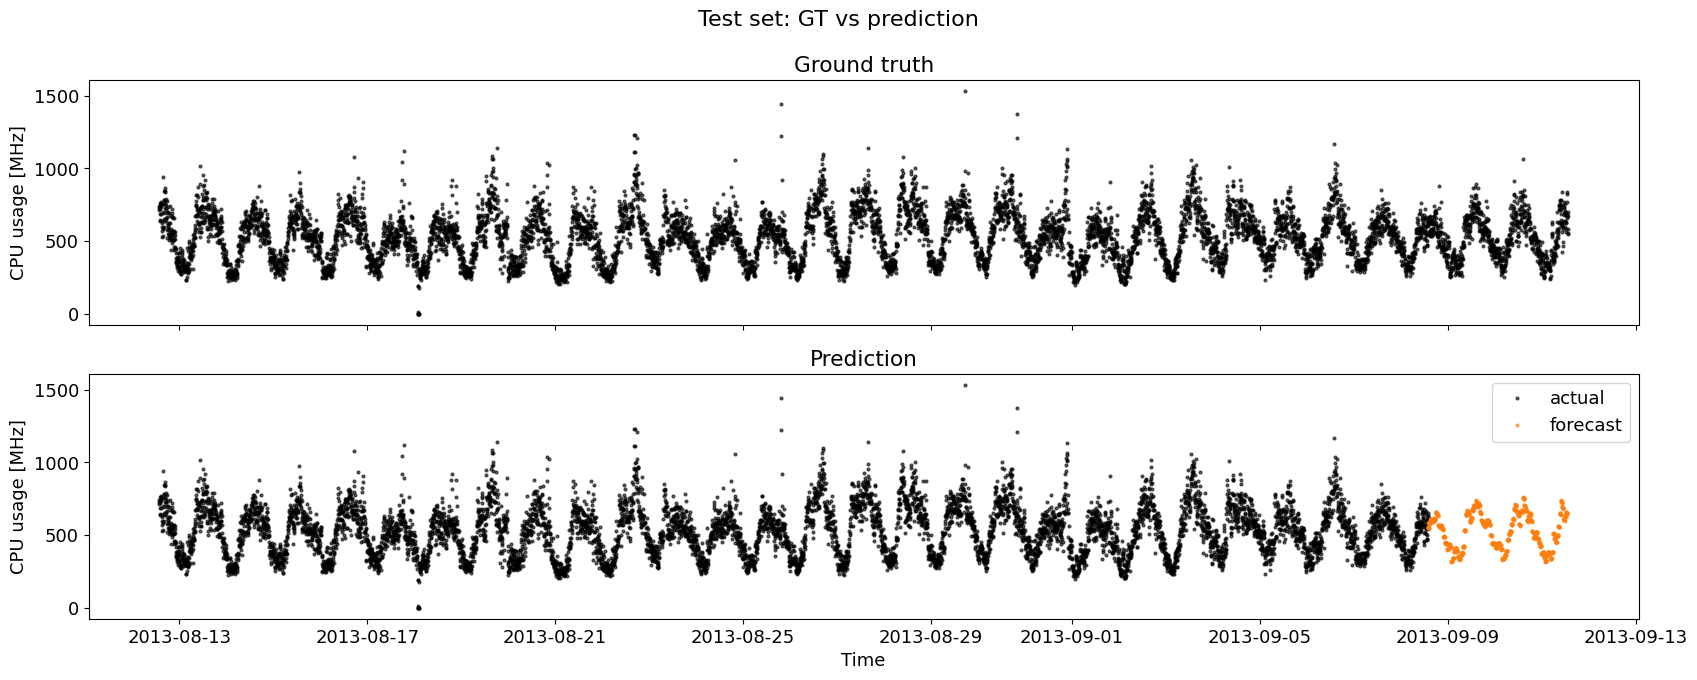 Test set: GT vs prediction
Ground truth
1500
1000
500
0
CPU usage [MHz]
Prediction
1500
1000
500
0
CPU usage [MHz]
actual
forecast
2013-08-13 2013-08-17 2013-08-21 2013-08-25 2013-08-29 2013-09-01 2013-09-05 2013-09-09 2013-09-13
Time